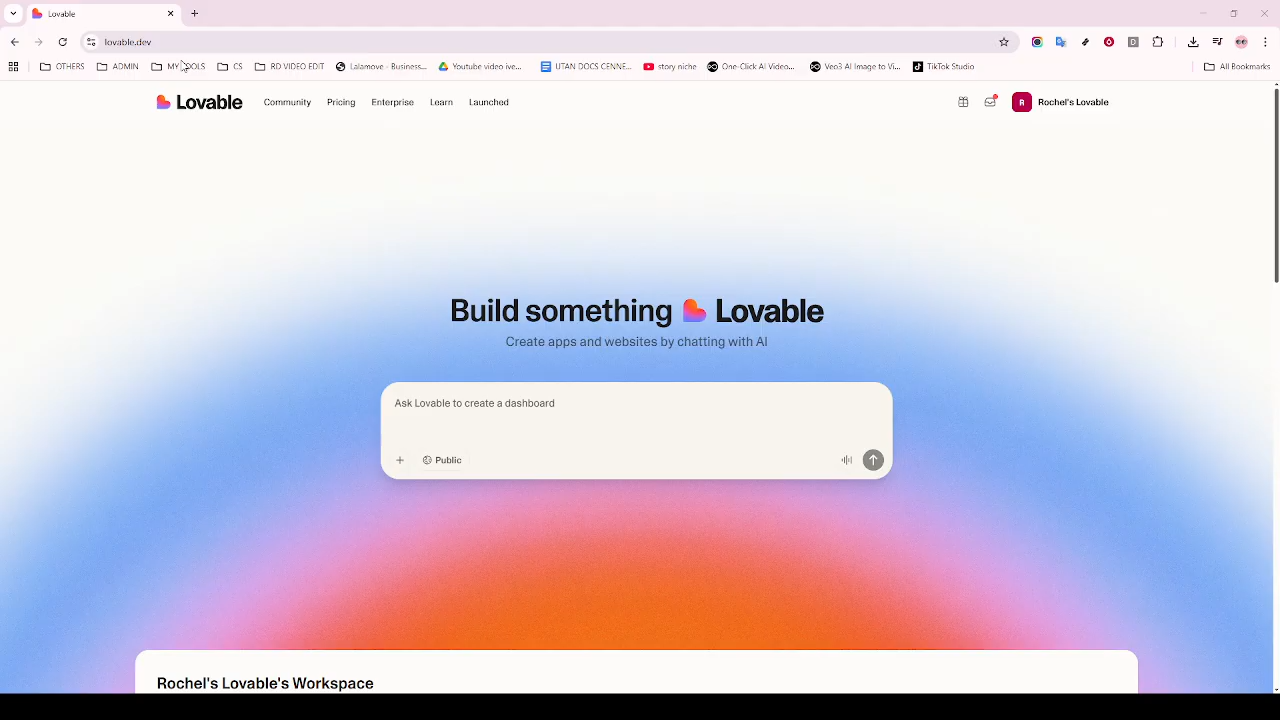 Lovable
lovable.dev
OTHERS ADMIN MY TOOLS CS RD VIDEO EDIT Lalamove - Business... Youtube video ive... UTAN DOCS CENNE... story niche One-Click AI Video... Veo3 AI Image to Vi... TikTok Studio All Bookmarks
Lovable Community Pricing Enterprise Learn Launched R Rochel's Lovable
Build something Lovable
Create apps and websites by chatting with AI
Ask Lovable to create a dashboard
Public
Rochel's Lovable's Workspace